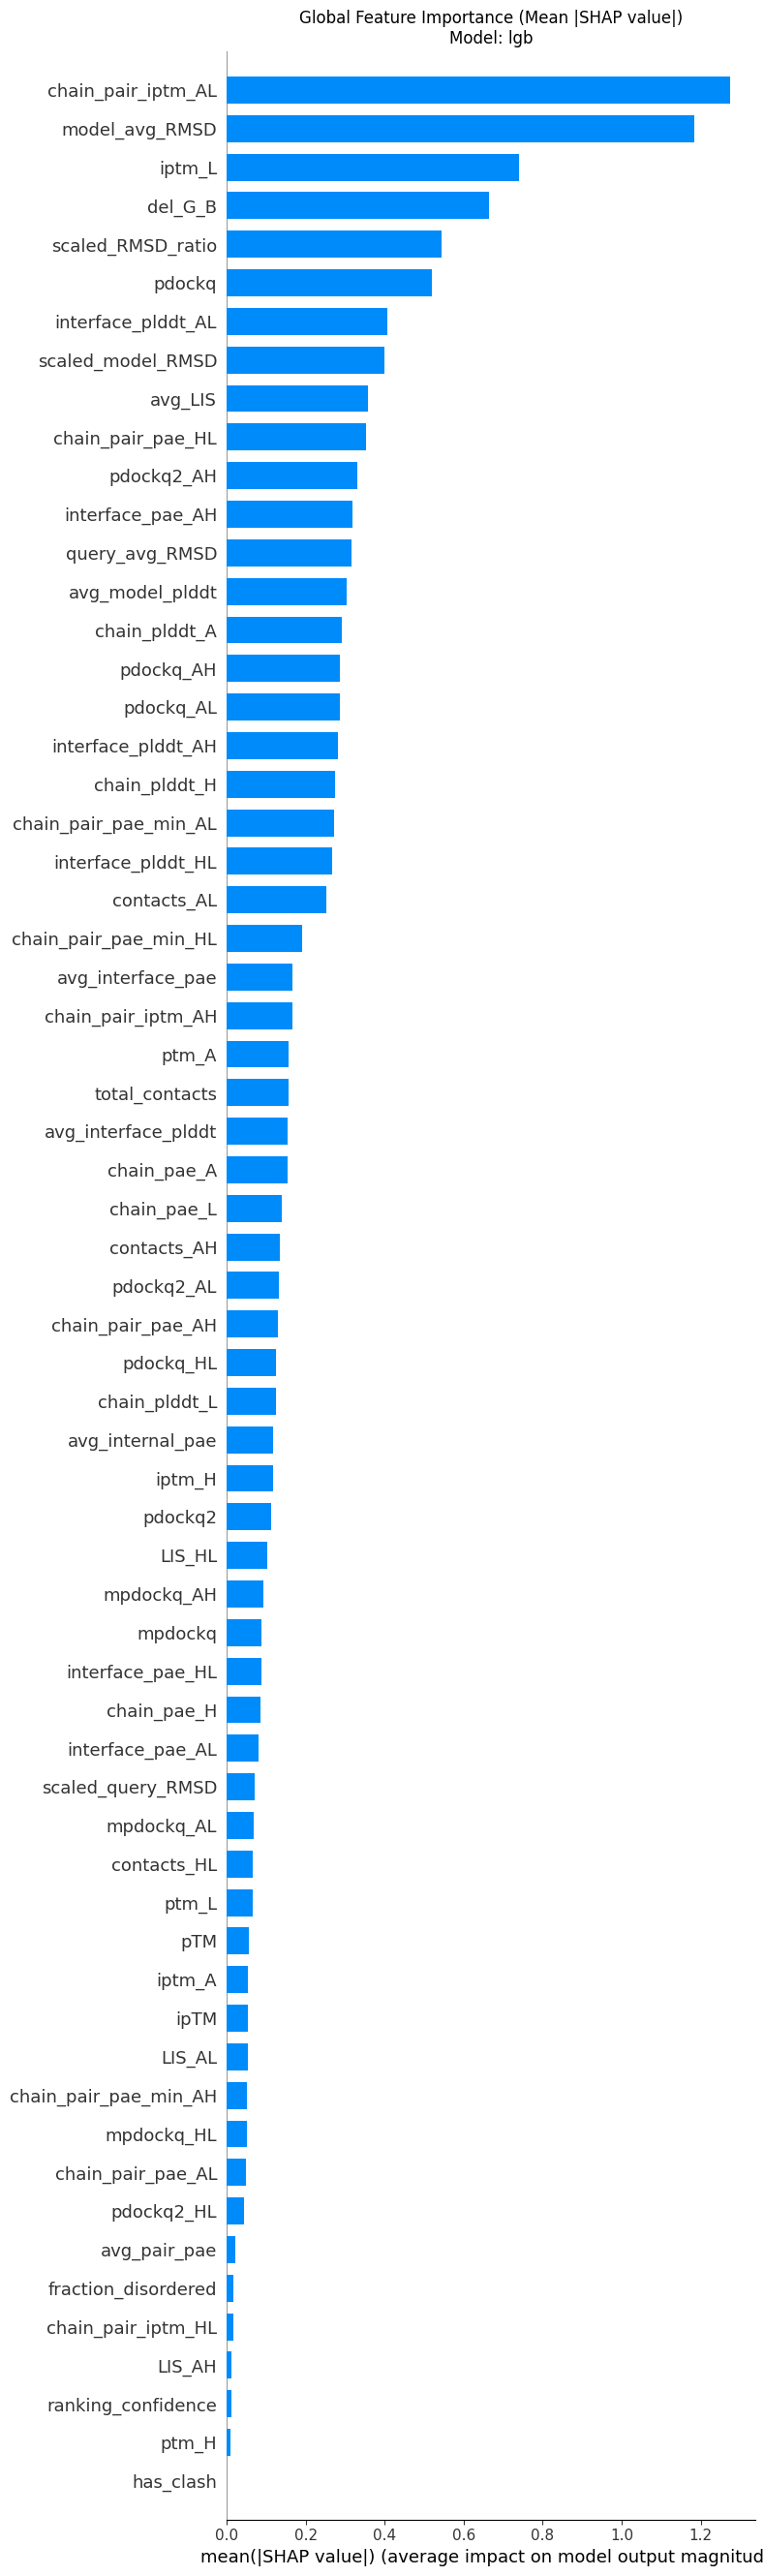 Global Feature Importance (Mean |SHAP value|)
Model: lgb
chain_pair_iptm_AL
model_avg_RMSD
iptm_L
del_G_B
scaled_RMSD_ratio
pdockq
interface_plddt_AL
scaled_model_RMSD
avg_LIS
chain_pair_pae_HL
pdockq2_AH
interface_pae_AH
query_avg_RMSD
avg_model_plddt
chain_plddt_A
pdockq_AH
pdockq_AL
interface_plddt_AH
chain_plddt_H
chain_pair_pae_min_AL
interface_plddt_HL
contacts_AL
chain_pair_pae_min_HL
avg_interface_pae
chain_pair_iptm_AH
ptm_A
total_contacts
avg_interface_plddt
chain_pae_A
chain_pae_L
contacts_AH
pdockq2_AL
chain_pair_pae_AH
pdockq_HL
chain_plddt_L
avg_internal_pae
iptm_H
pdockq2
LIS_HL
mpdockq_AH
mpdockq
interface_pae_HL
chain_pae_H
interface_pae_AL
scaled_query_RMSD
mpdockq_AL
contacts_HL
ptm_L
pTM
iptm_A
ipTM
LIS_AL
chain_pair_pae_min_AH
mpdockq_HL
chain_pair_pae_AL
pdockq2_HL
avg_pair_pae
fraction_disordered
chain_pair_iptm_HL
LIS_AH
ranking_confidence
ptm_H
has_clash
0.0 0.2 0.4 0.6 0.8 1.0 1.2
mean(|SHAP value|) (average impact on model output magnitud